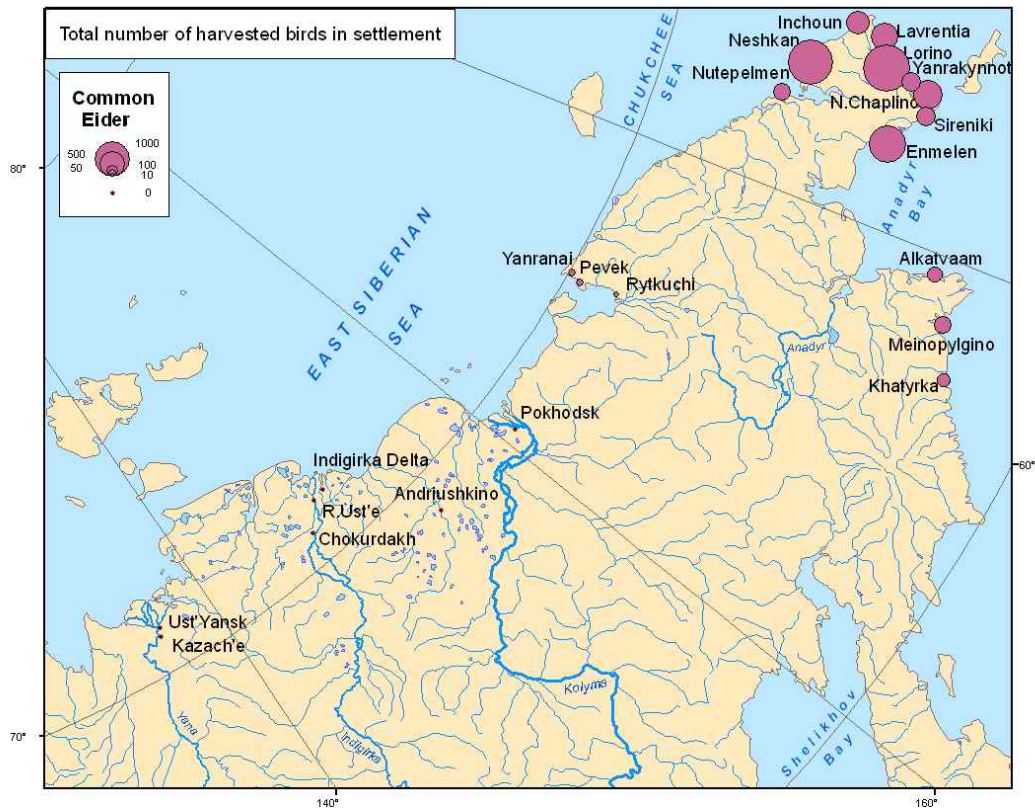 Total number of harvested birds in settlement
Common
Eider
1000
500
100
50
10
0
Inchoun
Lavrentia
Neshkan
Lorino
Yanrakynnot
Nutepelmen
N.Chaplino
Sireniki
Enmelen
CHUKCHEE
SEA
Anadyr
Bay
80°
EAST SIBERIAN
SEA
Yanranai
Pevek
Rytkuchi
Alkatvaam
Anadyr
Meinopylgino
Khatyrka
Pokhodsk
Indigirka Delta
Andriushkino
R.Ust'e
Chokurdakh
60°
Ust'Yansk
Kazach'e
Kolyma
Yana
Indigirka
Shelikhov
Bay
70°
140°
160°